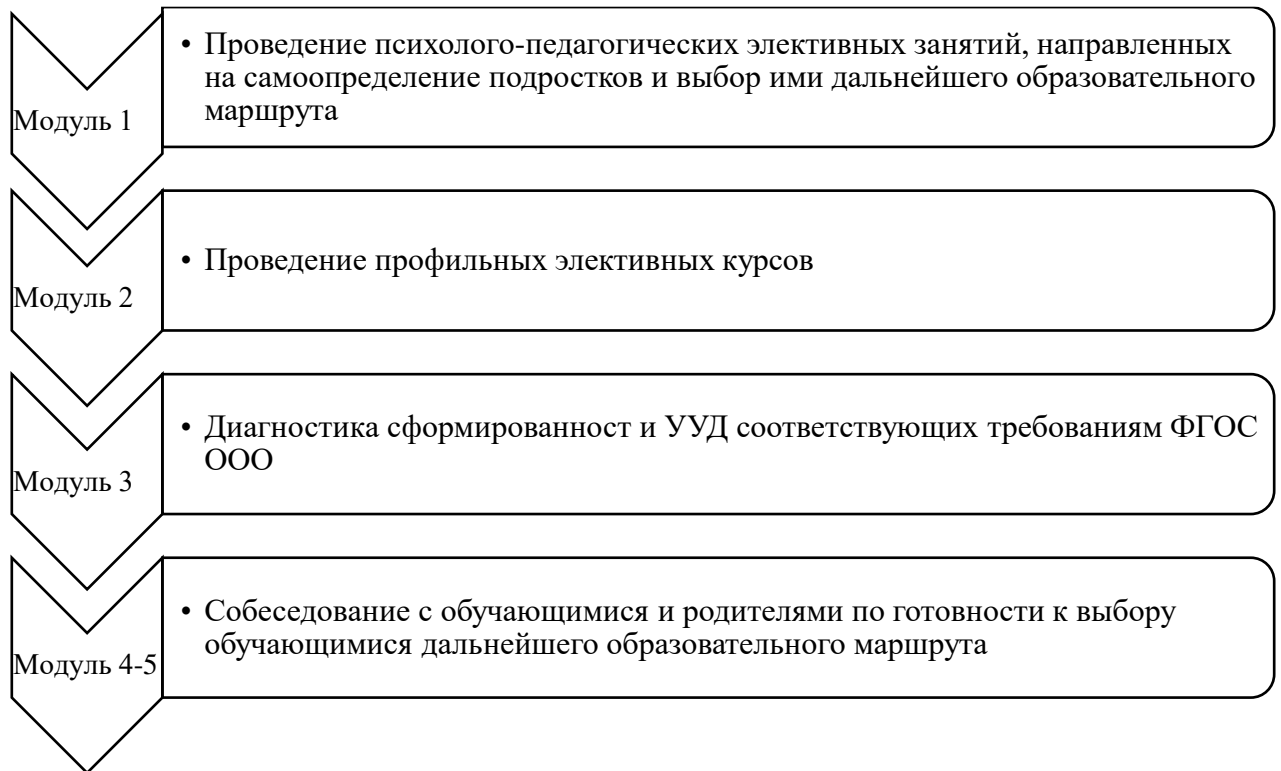 • Проведение психолого-педагогических элективных занятий, направленных
на самоопределение подростков и выбор ими дальнейшего образовательного
маршрута
Модуль 1
• Проведение профильных элективных курсов
Модуль 2
• Диагностика сформированност и УУД соответствующих требованиям ФГОС
ООО
Модуль 3
• Собеседование с обучающимися и родителями по готовности к выбору
обучающимися дальнейшего образовательного маршрута
Модуль 4-5